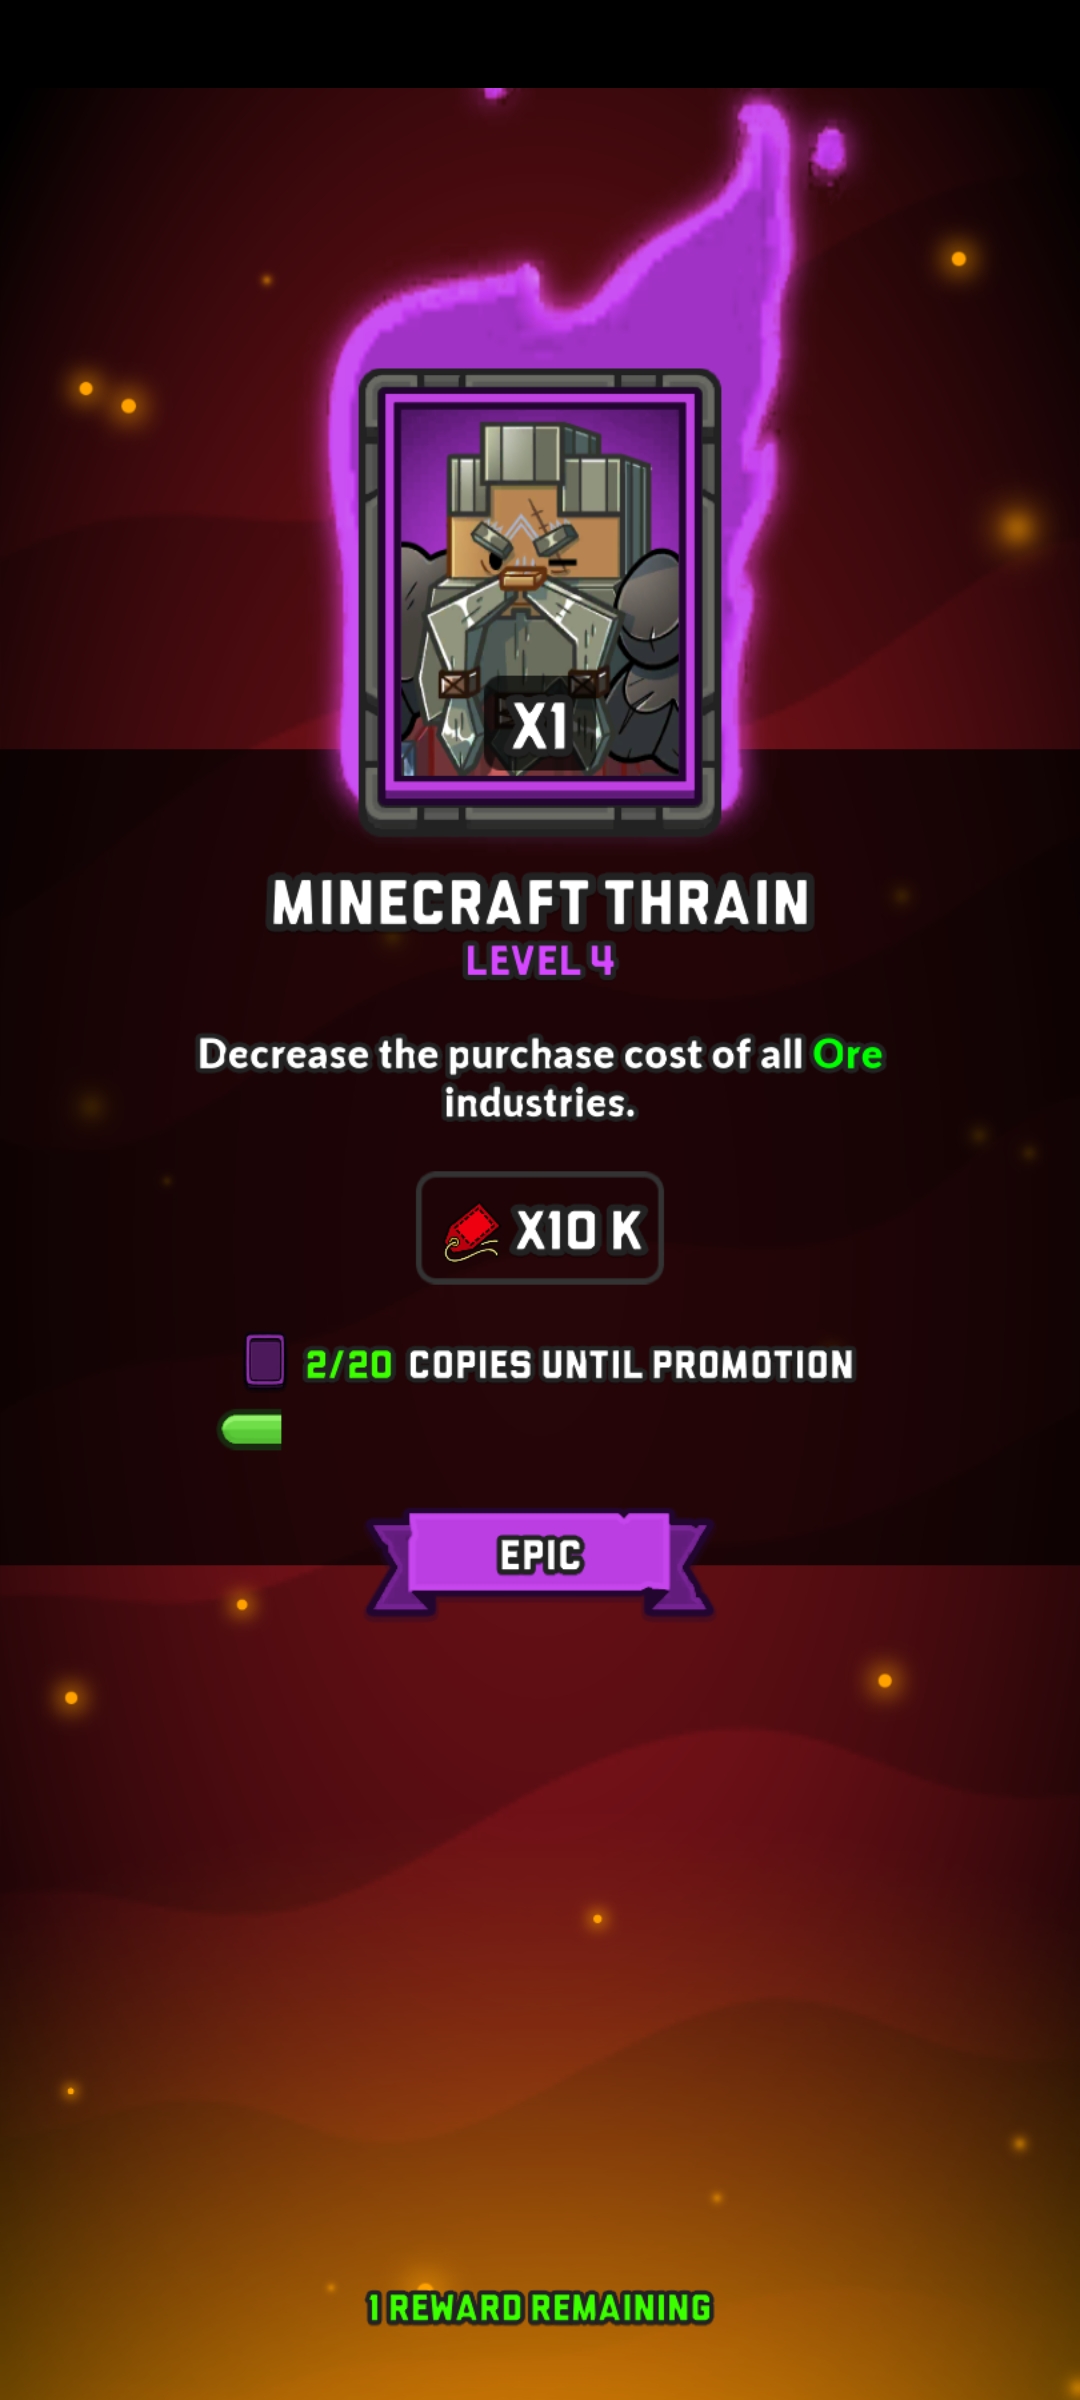 X1
MINECRAFT THRAIN
LEVEL 4
Decrease the purchase cost of all Ore
industries.
X10 K
2/20 COPIES UNTIL PROMOTION
EPIC
1 REWARD REMAINING